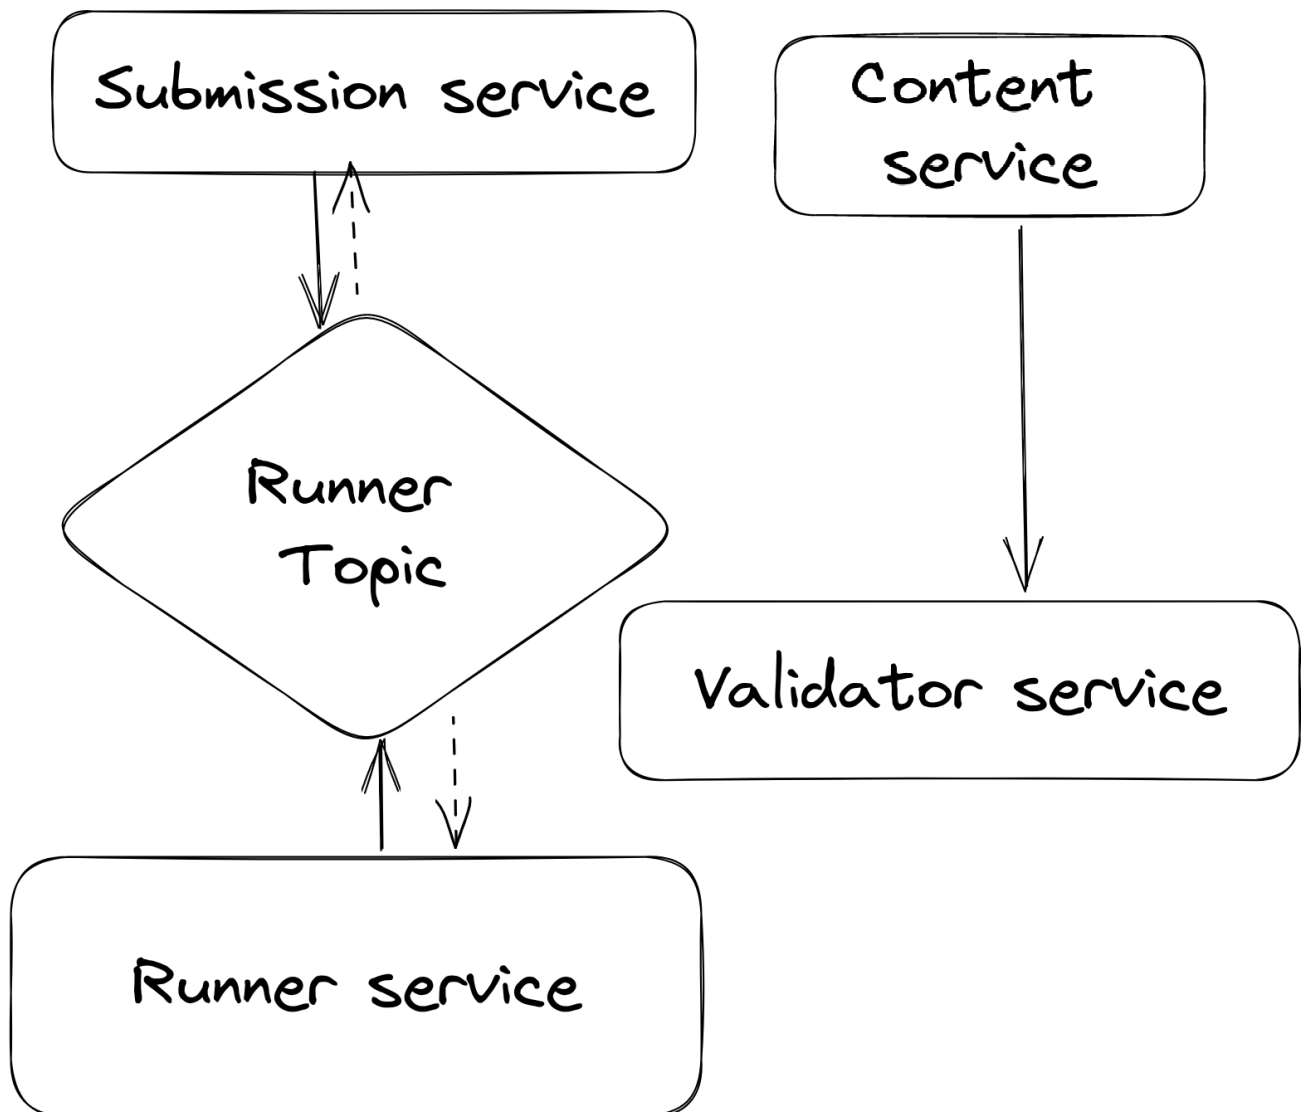 Submission service
Content
service
Runner
Topic
Validator service
Runner service